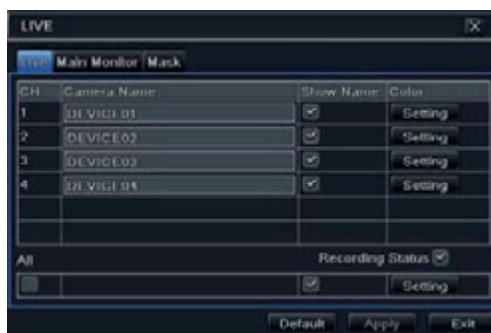 LIVE
Live Main Monitor Mask
CH Camera Name Show Name Color
1 DEVICE01 Setting
2 DEVICE02 Setting
3 DEVICE03 Setting
4 DEVICE04 Setting
All Recording Status
Setting
Default Apply Exit